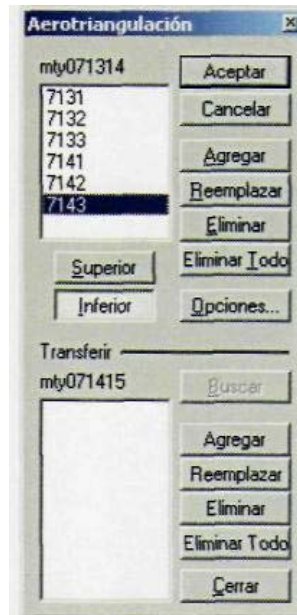 Aerotriangulación
mty071314
7131
7132
7133
7141
7142
7143
Aceptar
Cancelar
Agregar
Reemplazar
Eliminar
Eliminar Todo
Superior
Inferior
Opciones...
Transferir
mty071415
Buscar
Agregar
Reemplazar
Eliminar
Eliminar Todo
Cerrar